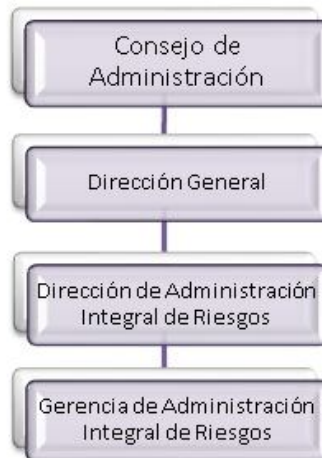 Consejo de
Administración
Dirección General
Dirección de Administración
Integral de Riesgos
Gerencia de Administración
Integral de Riesgos